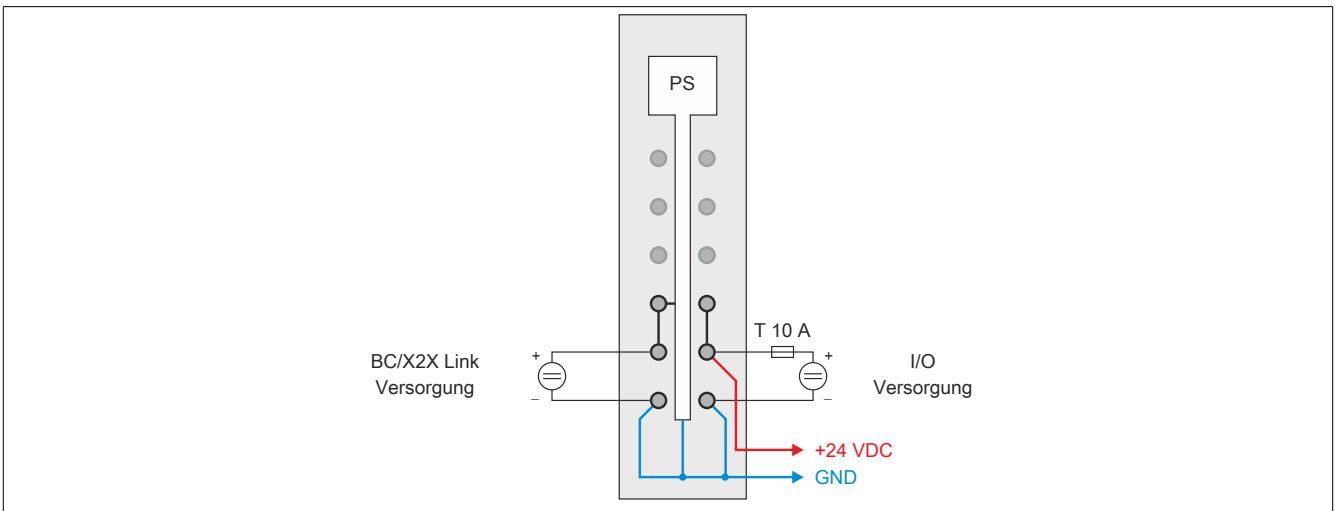 PS
T 10 A
BC/X2X Link
Versorgung
+
–
+
–
I/O
Versorgung
+24 VDC
GND